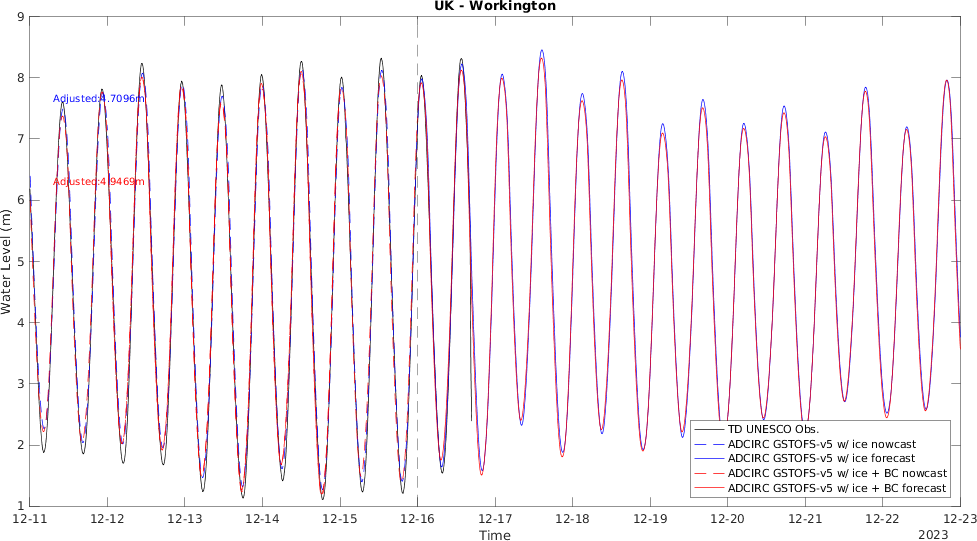 UK - Workington
9
8
7
6
5
4
3
2
1
Water Level (m)
Adjusted:4.7096m
Adjusted:4.9469m
TD UNESCO Obs.
ADCIRC GSTOFS-v5 w/ ice nowcast
ADCIRC GSTOFS-v5 w/ ice forecast
ADCIRC GSTOFS-v5 w/ ice + BC nowcast
ADCIRC GSTOFS-v5 w/ ice + BC forecast
12-11 12-12 12-13 12-14 12-15 12-16 12-17 12-18 12-19 12-20 12-21 12-22 12-23
Time
2023